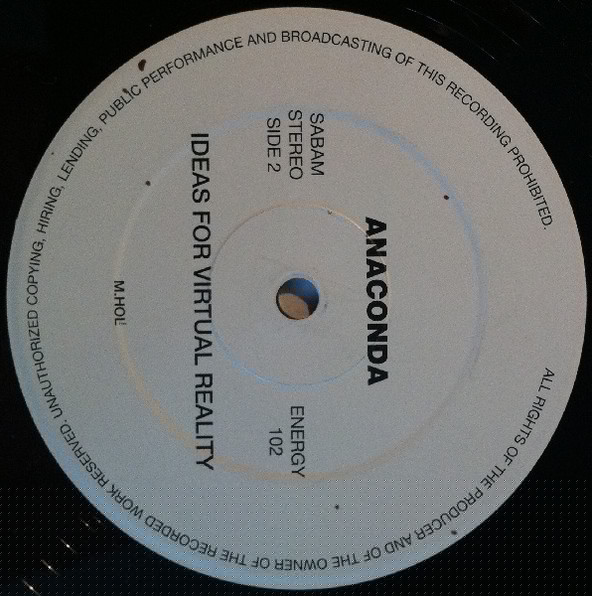 ANACONDA
SABAM
STEREO
SIDE 2
ENERGY
102
IDEAS FOR VIRTUAL REALITY
ALL RIGHTS OF THE PRODUCER AND OF THE OWNER OF THE RECORDED WORK RESERVED. UNAUTHORIZED COPYING, HIRING, LENDING, PUBLIC PERFORMANCE AND BROADCASTING OF THIS RECORDING PROHIBITED.